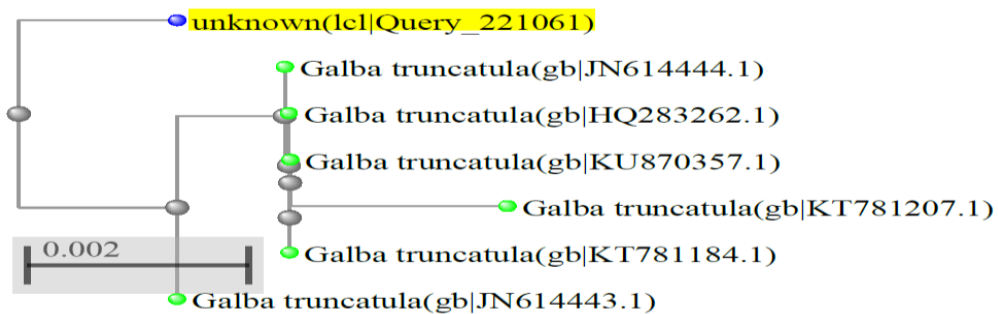 unknown(lcl|Query_221061)
Galba truncatula(gb|JN614444.1)
Galba truncatula(gb|HQ283262.1)
Galba truncatula(gb|KU870357.1)
Galba truncatula(gb|KT781207.1)
0.002
Galba truncatula(gb|KT781184.1)
Galba truncatula(gb|JN614443.1)